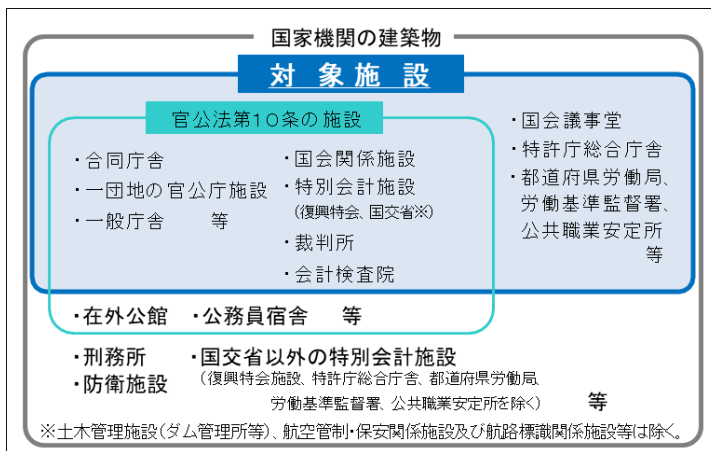 国家機関の建築物
対象施設
官公法第10条の施設
・合同庁舎
・一団地の官公庁施設
・一般庁舎 等
・国会関係施設
・特別会計施設
(復興特会、国交省※)
・裁判所
・会計検査院
・国会議事堂
・特許庁総合庁舎
・都道府県労働局、
労働基準監督署、
公共職業安定所
等
・在外公館 ・公務員宿舎 等
・刑務所 ・国交省以外の特別会計施設
・防衛施設 (復興特会施設、特許庁総合庁舎、都道府県労働局、
労働基準監督署、公共職業安定所を除く) 等
※土木管理施設(ダム管理所等)、航空管制・保安関係施設及び航路標識関係施設等は除く。